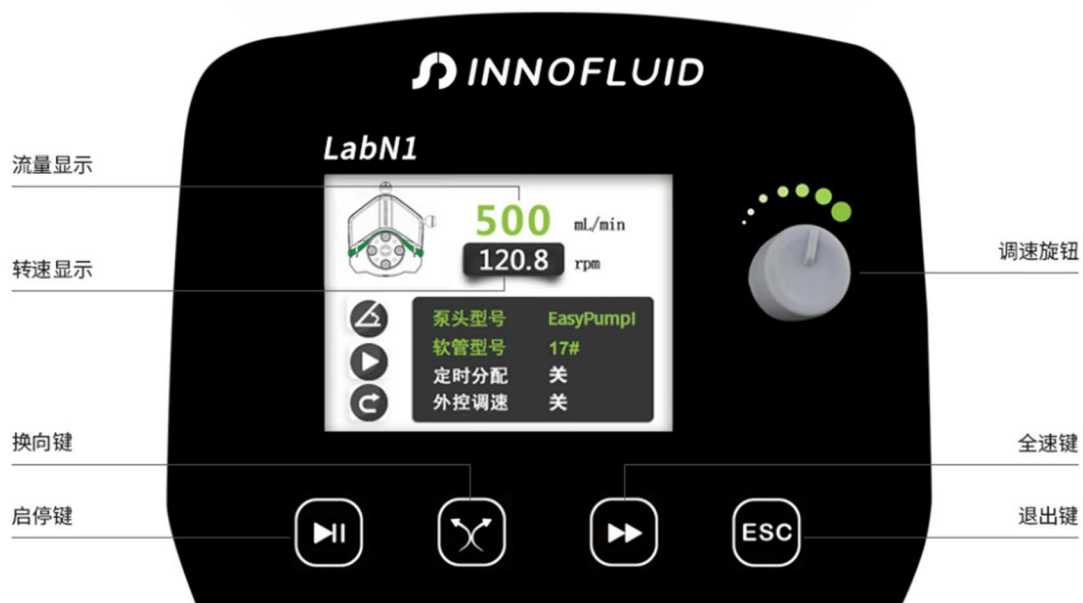 INNOFLUID
LabN1
流量显示
500 mL/min
转速显示
120.8 rpm
调速旋钮
泵头型号 EasyPumpI
软管型号 17#
定时分配 关
外控调速 关
换向键
全速键
启停键
退出键
ESC